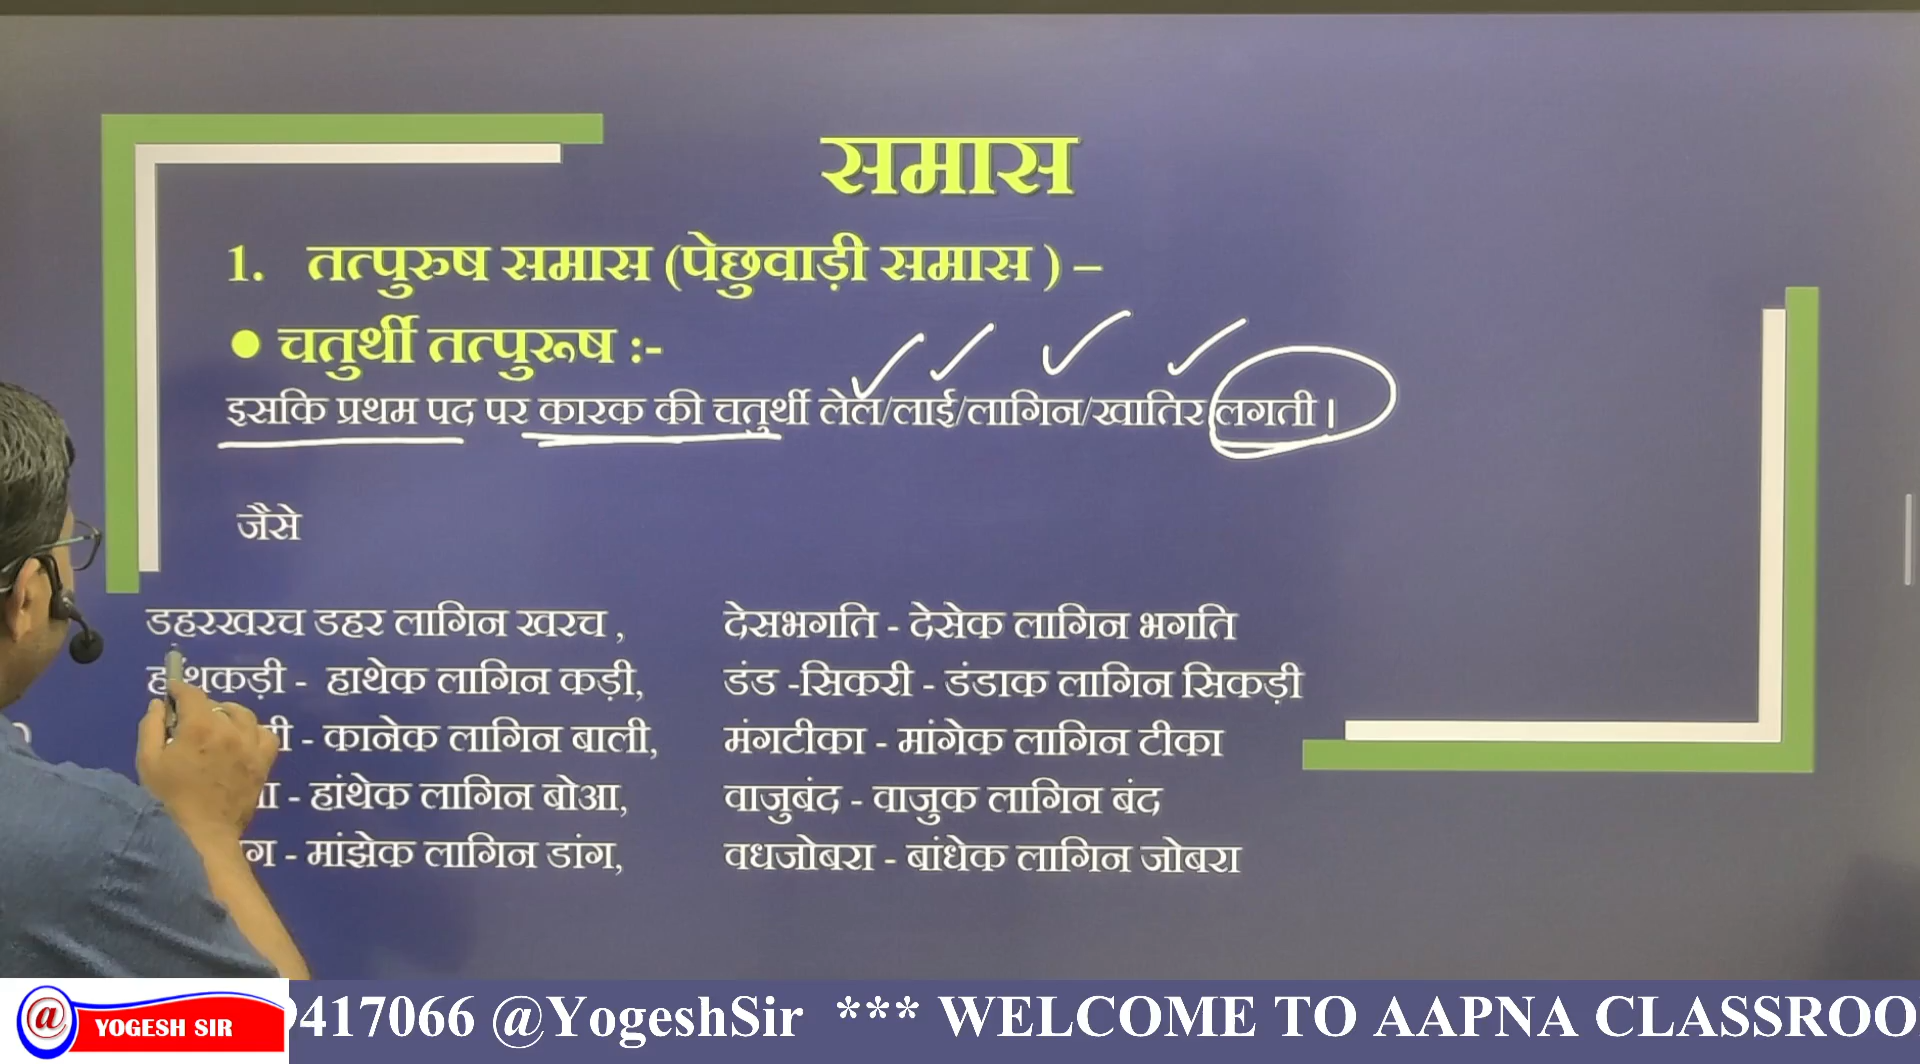 समास
1. तत्पुरुष समास (पेछुवाड़ी समास ) –
● चतुर्थी तत्पुरूष :-
इसकि प्रथम पद पर कारक की चतुर्थी लेल/लाई/लागिन/खातिर लगती ।
जैसे
डहरखरच डहर लागिन खरच , देसभगति - देसेक लागिन भगति
हाँथकड़ी - हाथेक लागिन कड़ी, डंड -सिकरी - डंडाक लागिन सिकड़ी
- कानेक लागिन बाली, मंगटीका - मांगेक लागिन टीका
- हांथेक लागिन बोआ, वाजुबंद - वाजुक लागिन बंद
- मांझेक लागिन डांग, वधजोबरा - बांधेक लागिन जोबरा
@ YOGESH SIR 417066 @YogeshSir *** WELCOME TO AAPNA CLASSROO